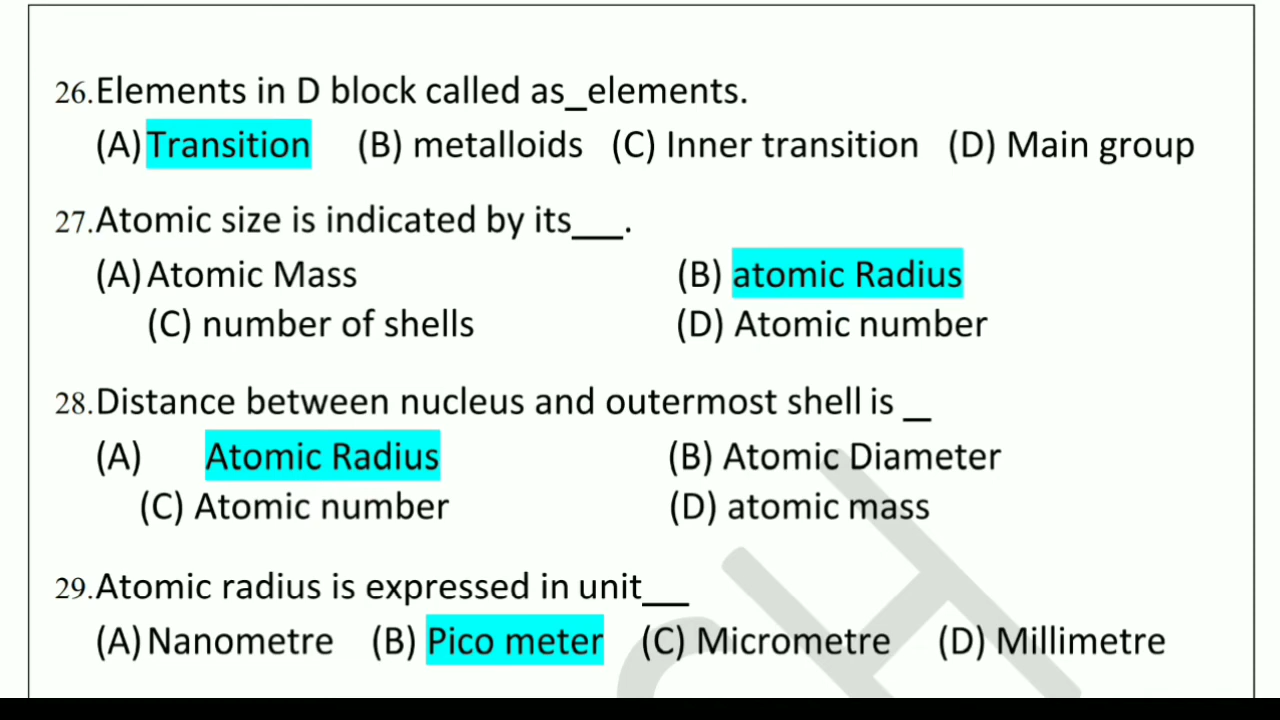 26.Elements in D block called as_elements.
(A) Transition (B) metalloids (C) Inner transition (D) Main group
27.Atomic size is indicated by its___.
(A) Atomic Mass (B) atomic Radius
(C) number of shells (D) Atomic number
28.Distance between nucleus and outermost shell is _
(A) Atomic Radius (B) Atomic Diameter
(C) Atomic number (D) atomic mass
29.Atomic radius is expressed in unit__
(A) Nanometre (B) Pico meter (C) Micrometre (D) Millimetre